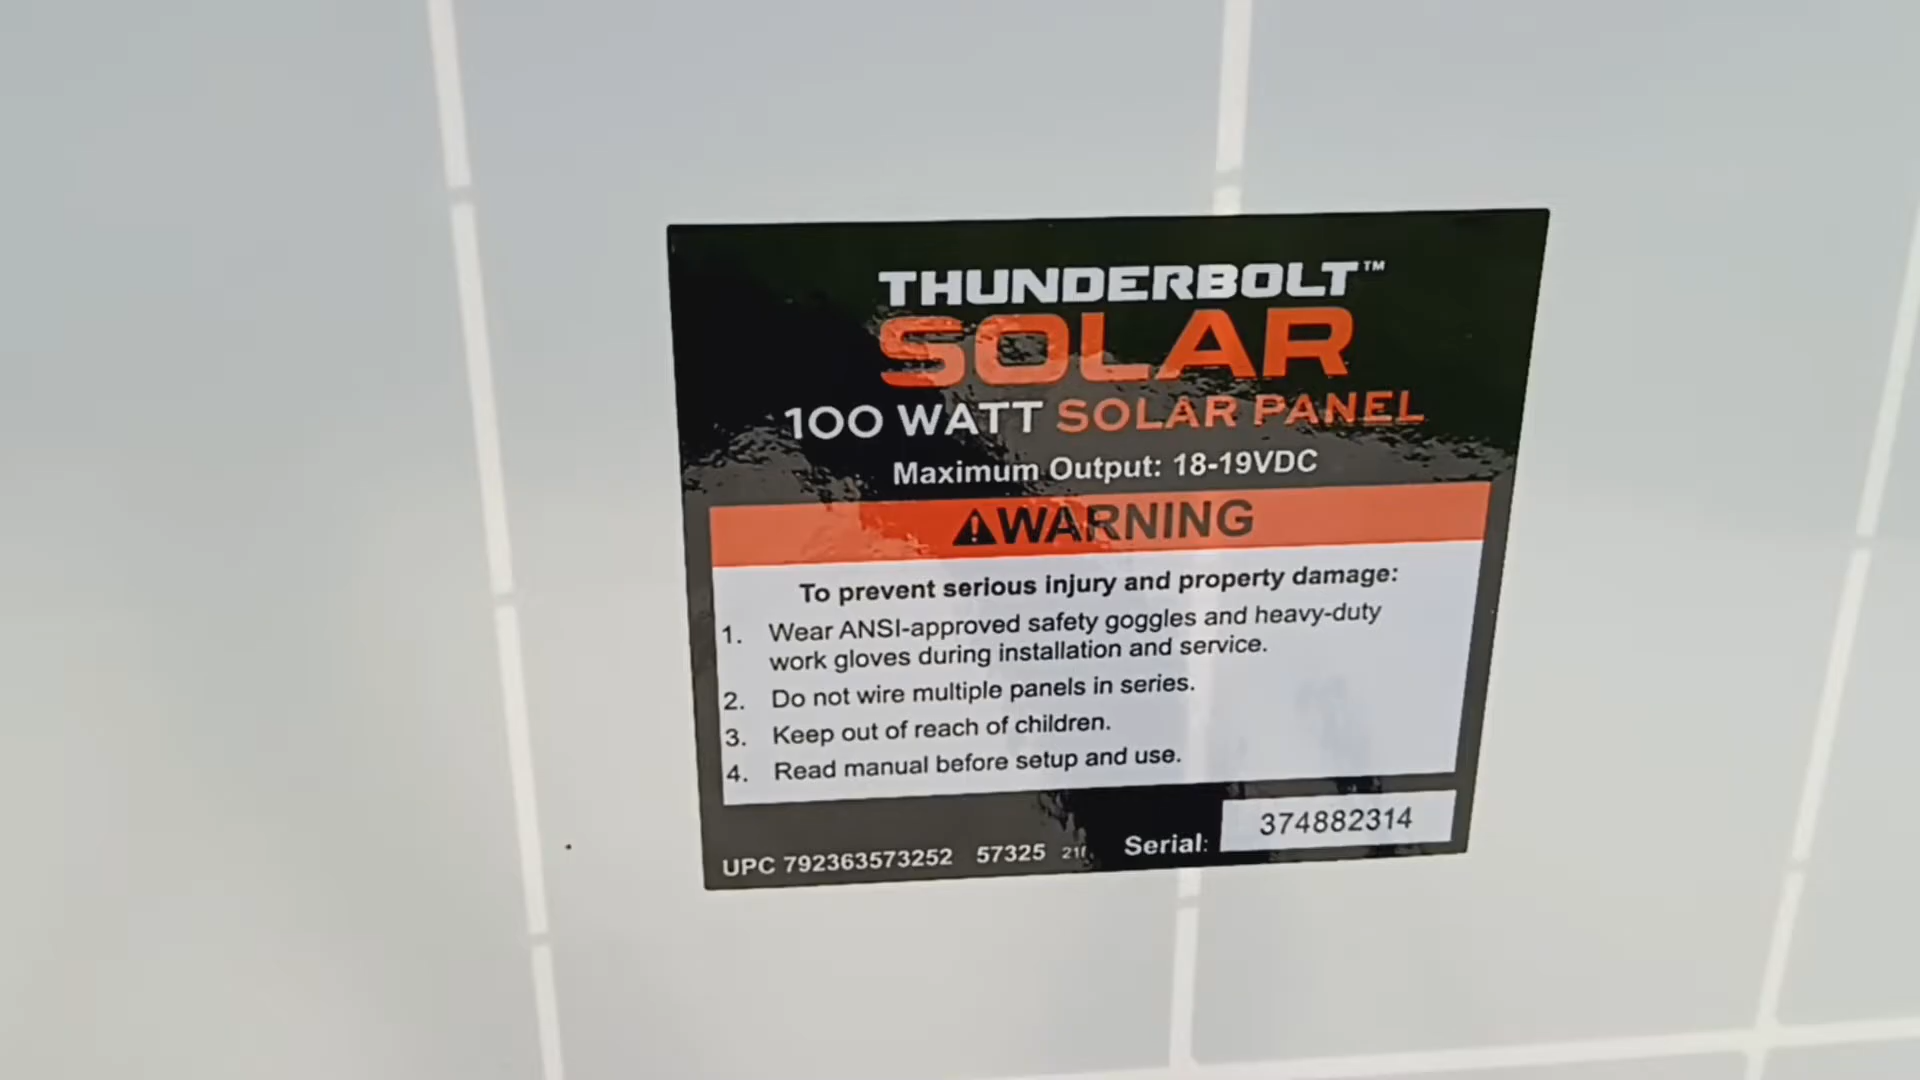 THUNDERBOLT™
SOLAR
100 WATT SOLAR PANEL
Maximum Output: 18-19VDC
⚠WARNING
To prevent serious injury and property damage:
1. Wear ANSI-approved safety goggles and heavy-duty
work gloves during installation and service.
2. Do not wire multiple panels in series.
3. Keep out of reach of children.
4. Read manual before setup and use.
374882314
UPC 792363573252 57325 Serial: